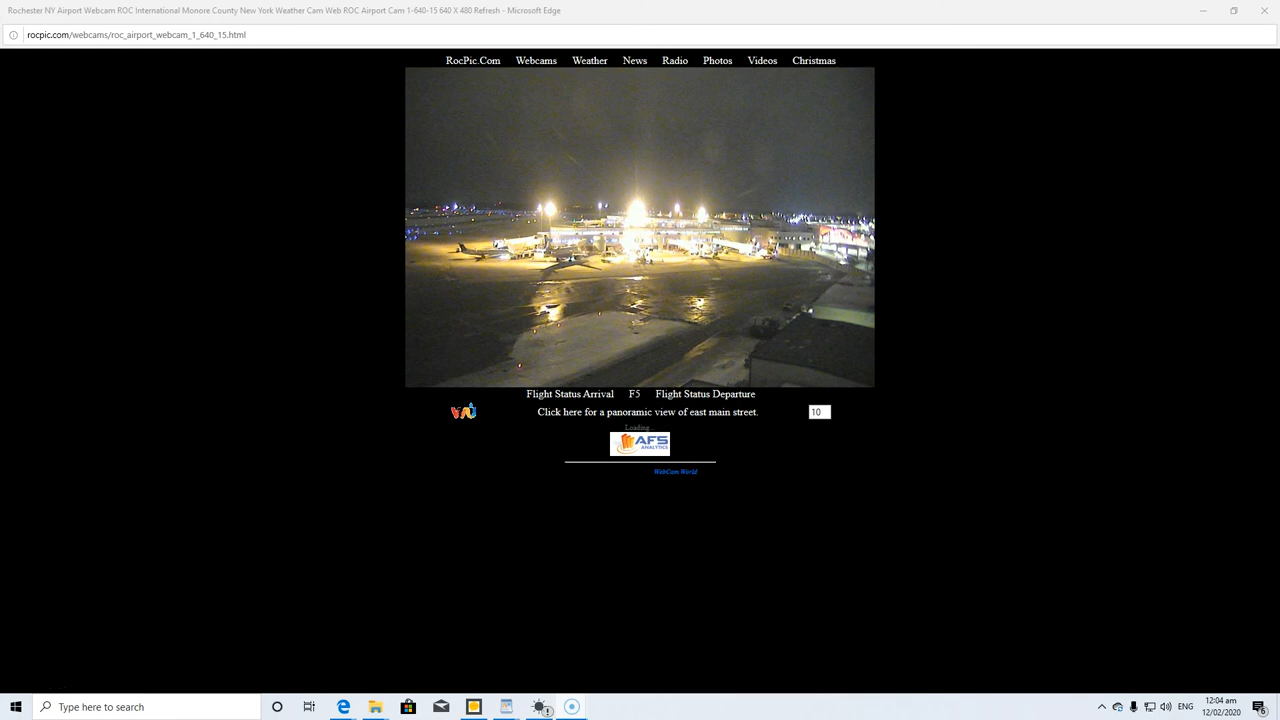 Rochester NY Airport Webcam ROC International Monore County New York Weather Cam Web ROC Airport Cam 1-640-15 640 X 480 Refresh - Microsoft Edge
rocpic.com/webcams/roc_airport_webcam_1_640_15.html
RocPic.Com Webcams Weather News Radio Photos Videos Christmas
Flight Status Arrival F5 Flight Status Departure
Click here for a panoramic view of east main street. 10
Loading...
AFS
ANALYTICS
WebCam World
Type here to search
ENG
12:04 am
12/02/2020
6